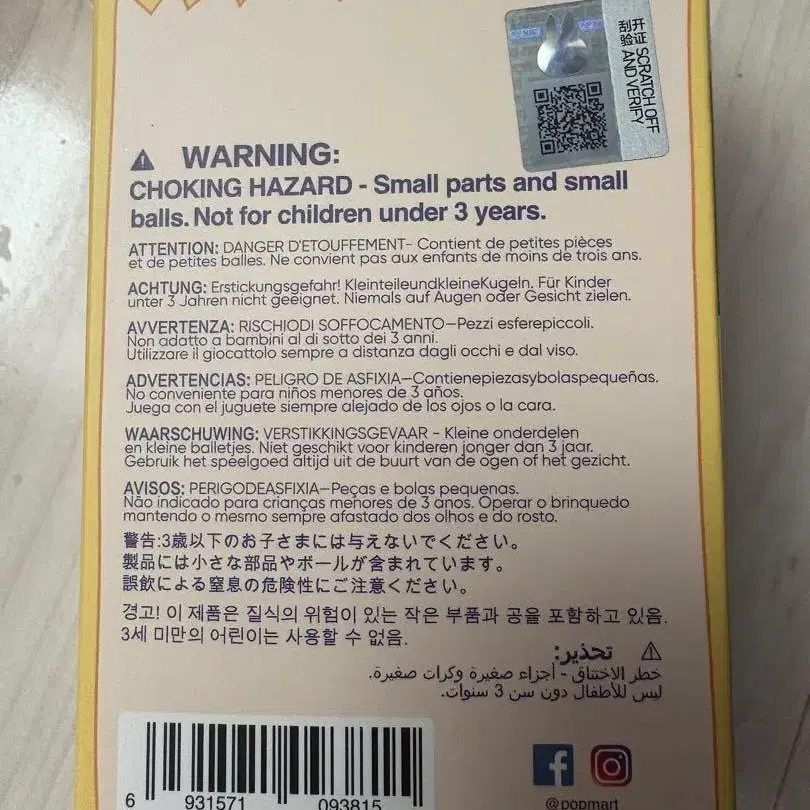 刮开 SCRATCH OFF
验证 AND VERIFY
WARNING:
CHOKING HAZARD - Small parts and small
balls. Not for children under 3 years.
ATTENTION: DANGER D'ETOUFFEMENT- Contient de petites pièces
et de petites balles. Ne convient pas aux enfants de moins de trois ans.
ACHTUNG: Erstickungsgefahr! KleinteileundkleineKugeln. Für Kinder
unter 3 Jahren nicht geeignet. Niemals auf Augen oder Gesicht zielen.
AVVERTENZA: RISCHIODI SOFFOCAMENTO—Pezzi esferepiccoli.
Non adatto a bambini al di sotto dei 3 anni.
Utilizzare il giocattolo sempre a distanza dagli occhi e dal viso.
ADVERTENCIAS: PELIGRO DE ASFIXIA—Contienepiezasybolaspequeñas.
No conveniente para niños menores de 3 años.
Juega con el juguete siempre alejado de los ojos o la cara.
WAARSCHUWING: VERSTIKKINGSGEVAAR - Kleine onderdelen
en kleine balletjes. Niet geschikt voor kinderen jonger dan 3 jaar.
Gebruik het speelgoed altijd uit de buurt van de ogen of het gezicht.
AVISOS: PERIGODEASFIXIA—Peças e bolas pequenas.
Não indicado para crianças menores de 3 anos. Operar o brinquedo
mantendo o mesmo sempre afastado dos olhos e do rosto.
警告:3歳以下のお子さまには与えないでください。
製品には小さな部品やボールが含まれています。
誤飲による窒息の危険性にご注意ください。
경고! 이 제품은 질식의 위험이 있는 작은 부품과 공을 포함하고 있음.
3세 미만의 어린이는 사용할 수 없음.
تحذير:
خطر الاختناق - أجزاء صغيرة وكرات صغيرة.
ليس للأطفال دون سن 3 سنوات.
6 931571 093815
@popmart